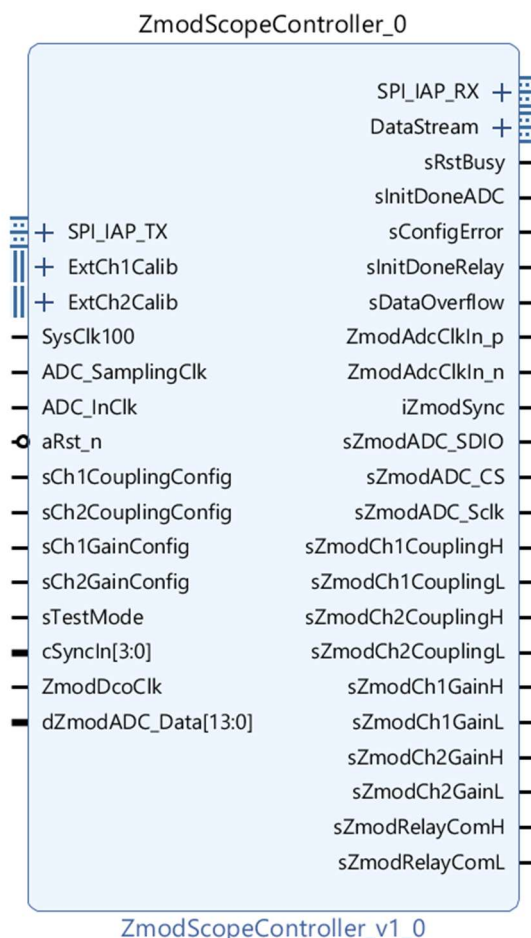 ZmodScopeController_0
SPI_IAP_RX
DataStream
sRstBusy
sInitDoneADC
SPI_IAP_TX
sConfigError
ExtCh1Calib
sInitDoneRelay
ExtCh2Calib
sDataOverflow
SysClk100
ZmodAdcClkIn_p
ADC_SamplingClk
ZmodAdcClkIn_n
ADC_InClk
iZmodSync
aRst_n
sZmodADC_SDIO
sCh1CouplingConfig
sZmodADC_CS
sCh2CouplingConfig
sZmodADC_Sclk
sCh1GainConfig
sZmodCh1CouplingH
sCh2GainConfig
sZmodCh1CouplingL
sTestMode
sZmodCh2CouplingH
cSyncIn[3:0]
sZmodCh2CouplingL
ZmodDcoClk
sZmodCh1GainH
dZmodADC_Data[13:0]
sZmodCh1GainL
sZmodCh2GainH
sZmodCh2GainL
sZmodRelayComH
sZmodRelayComL
ZmodScopeController_v1_0